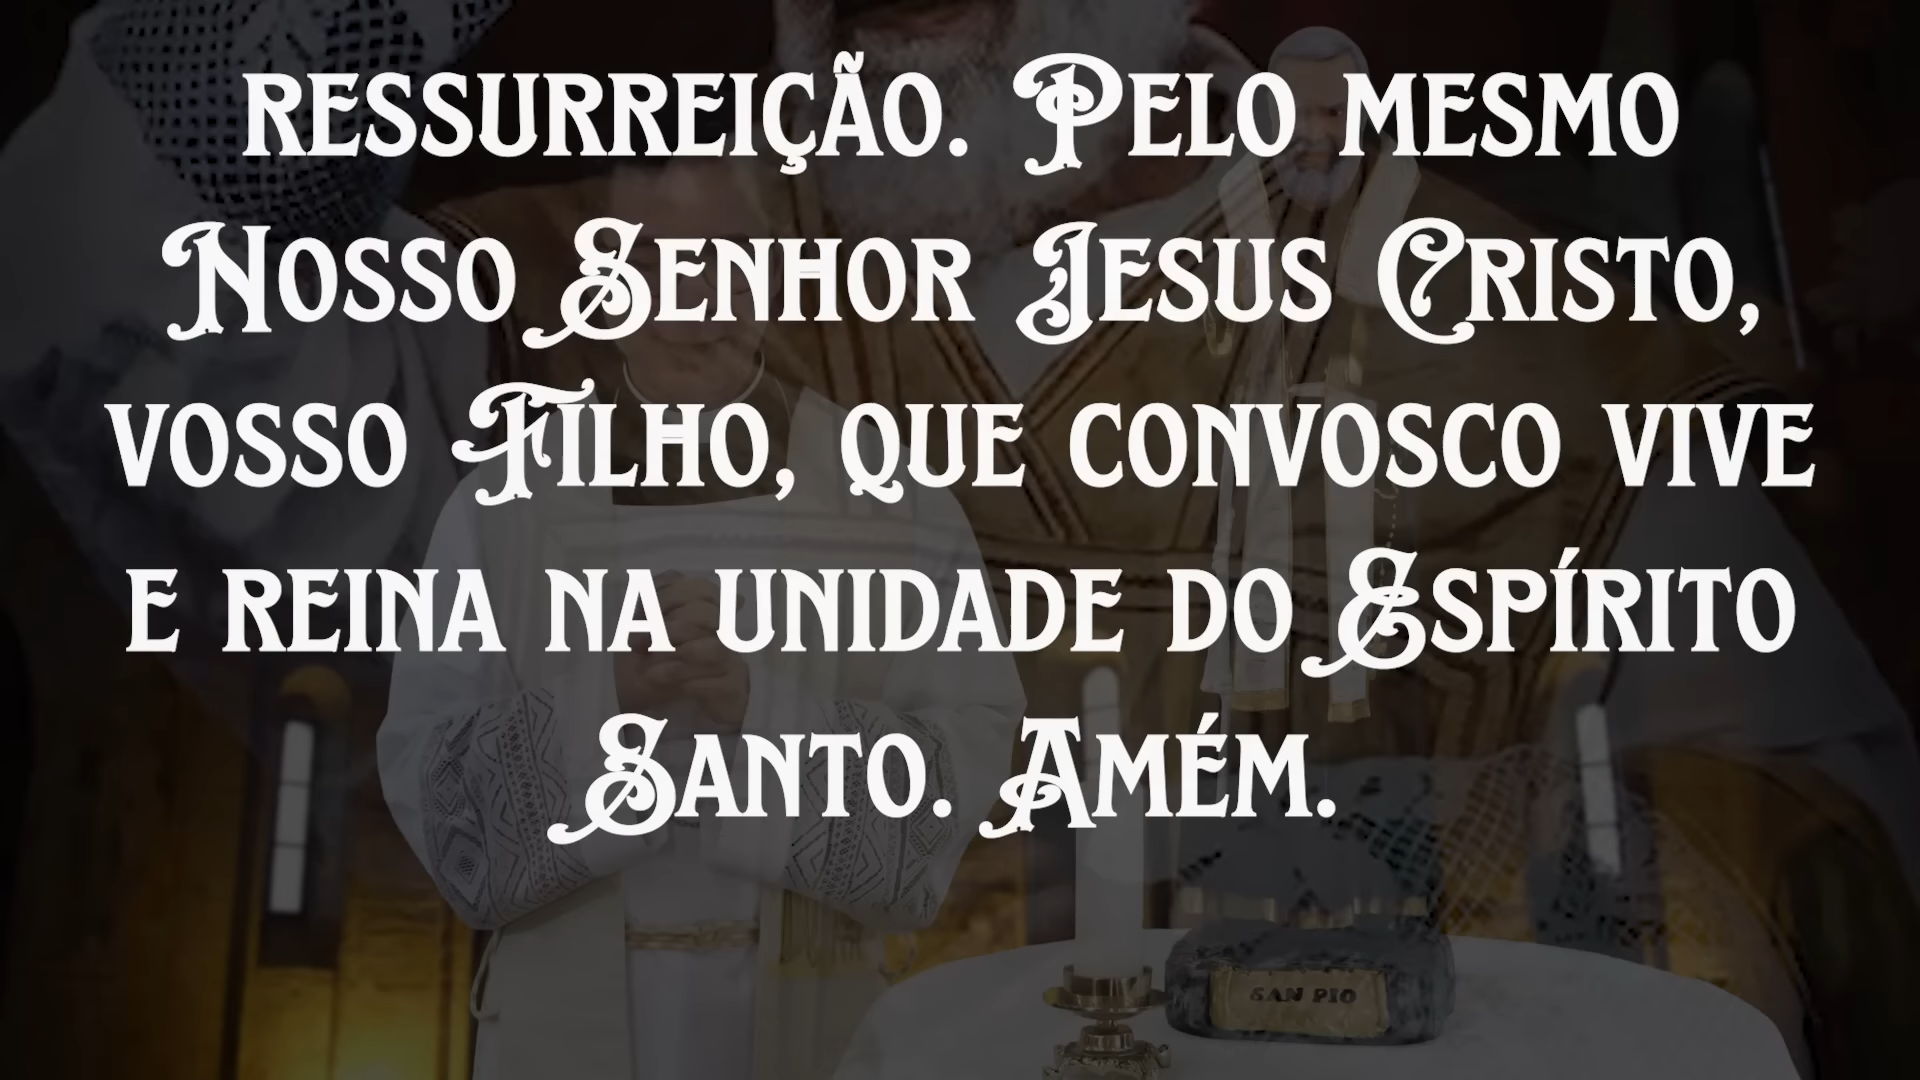 ressurreição. Pelo mesmo
Nosso Senhor Jesus Cristo,
vosso Filho, que convosco vive
e reina na unidade do Espírito
Santo. Amém.
SAN PIO